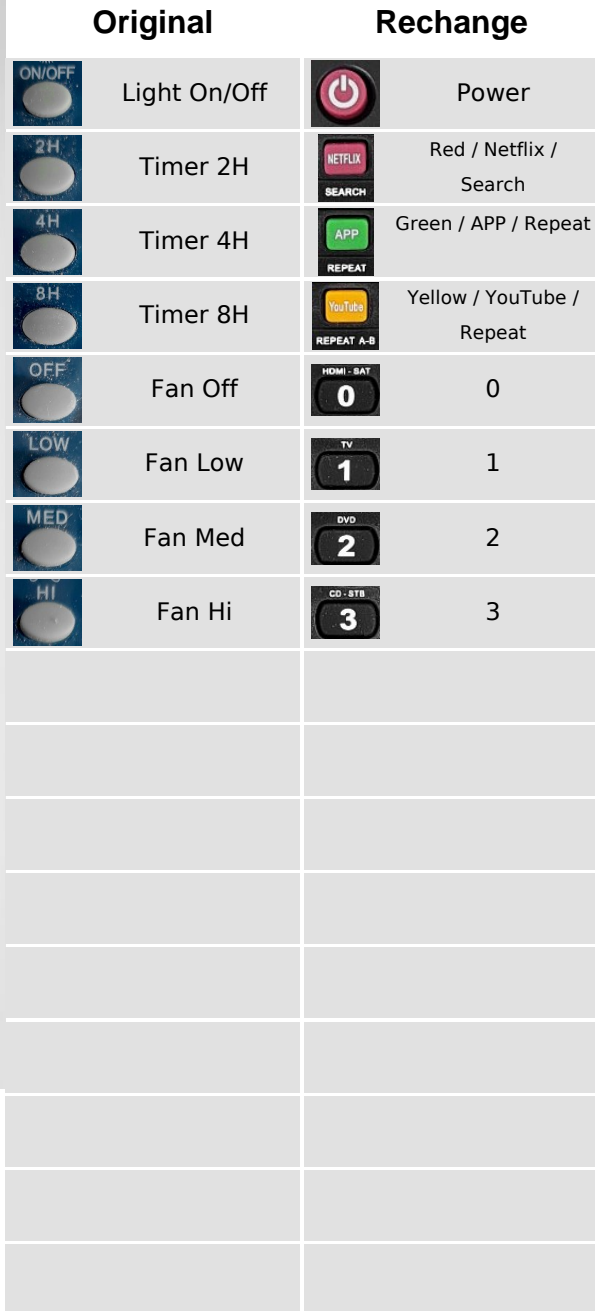 Original Rechange
ON/OFF Light On/Off Power
2H Timer 2H NETFLIX SEARCH Red / Netflix /
Search
4H Timer 4H APP REPEAT Green / APP / Repeat
8H Timer 8H YouTube REPEAT A-B Yellow / YouTube /
Repeat
OFF Fan Off HDMI - SAT 0 0
LOW Fan Low TV 1 1
MED Fan Med DVD 2 2
HI Fan Hi CD - STB 3 3